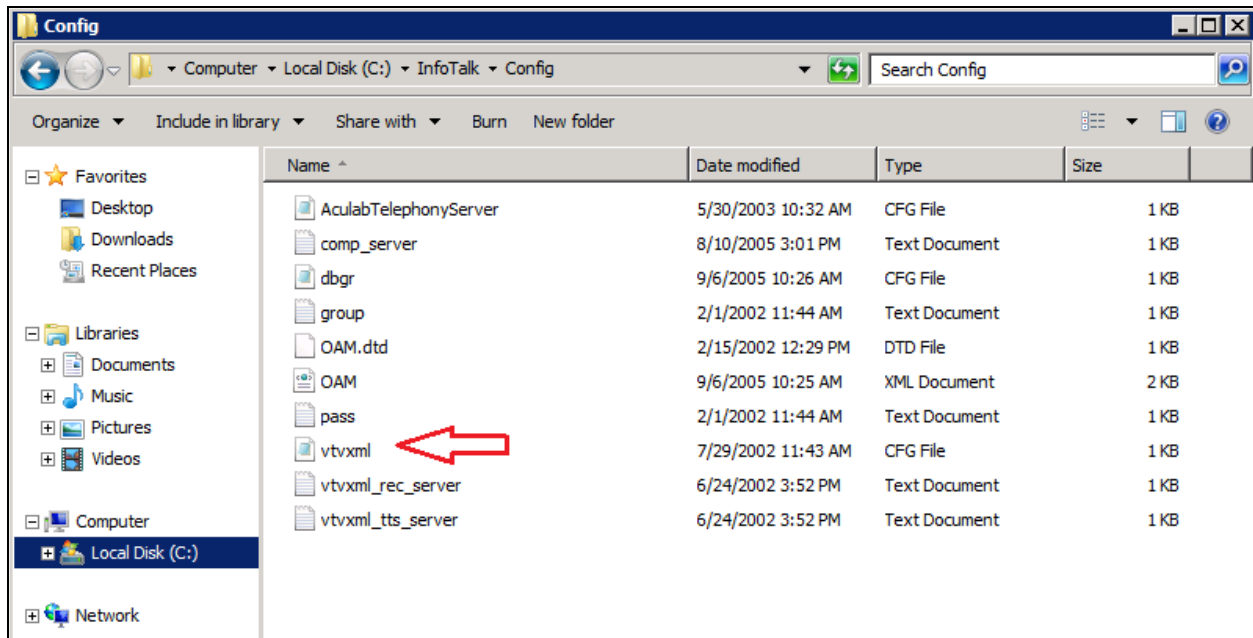 Config
Computer Local Disk (C:) InfoTalk Config Search Config
Organize Include in library Share with Burn New folder
Favorites
Desktop
Downloads
Recent Places
Libraries
Documents
Music
Pictures
Videos
Computer
Local Disk (C:)
Network
Name Date modified Type Size
AculabTelephonyServer 5/30/2003 10:32 AM CFG File 1 KB
comp_server 8/10/2005 3:01 PM Text Document 1 KB
dbgr 9/6/2005 10:26 AM CFG File 1 KB
group 2/1/2002 11:44 AM Text Document 1 KB
OAM.dtd 2/15/2002 12:29 PM DTD File 1 KB
OAM 9/6/2005 10:25 AM XML Document 2 KB
pass 2/1/2002 11:44 AM Text Document 1 KB
vtvxml 7/29/2002 11:43 AM CFG File 1 KB
vtvxml_rec_server 6/24/2002 3:52 PM Text Document 1 KB
vtvxml_tts_server 6/24/2002 3:52 PM Text Document 1 KB